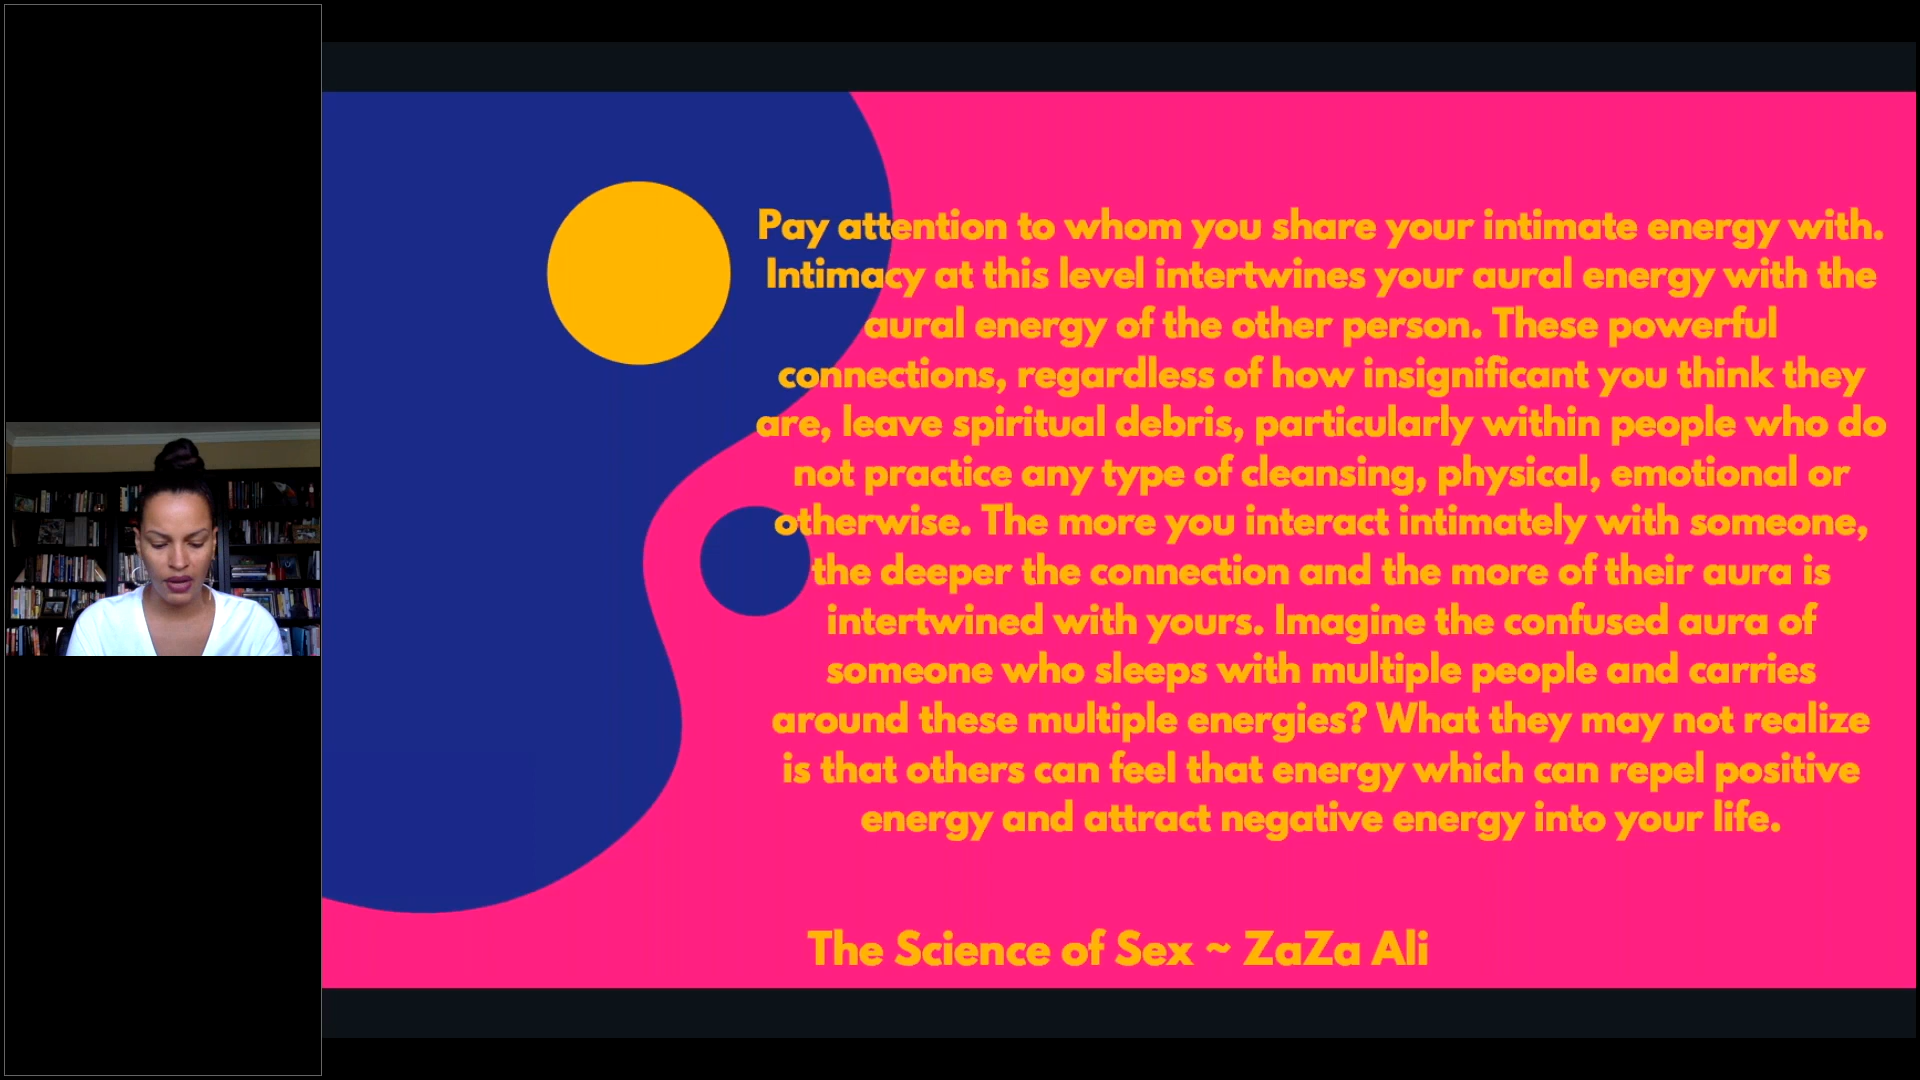 Pay attention to whom you share your intimate energy with.
Intimacy at this level intertwines your aural energy with the
aural energy of the other person. These powerful
connections, regardless of how insignificant you think they
are, leave spiritual debris, particularly within people who do
not practice any type of cleansing, physical, emotional or
otherwise. The more you interact intimately with someone,
the deeper the connection and the more of their aura is
intertwined with yours. Imagine the confused aura of
someone who sleeps with multiple people and carries
around these multiple energies? What they may not realize
is that others can feel that energy which can repel positive
energy and attract negative energy into your life.
The Science of Sex ~ ZaZa Ali